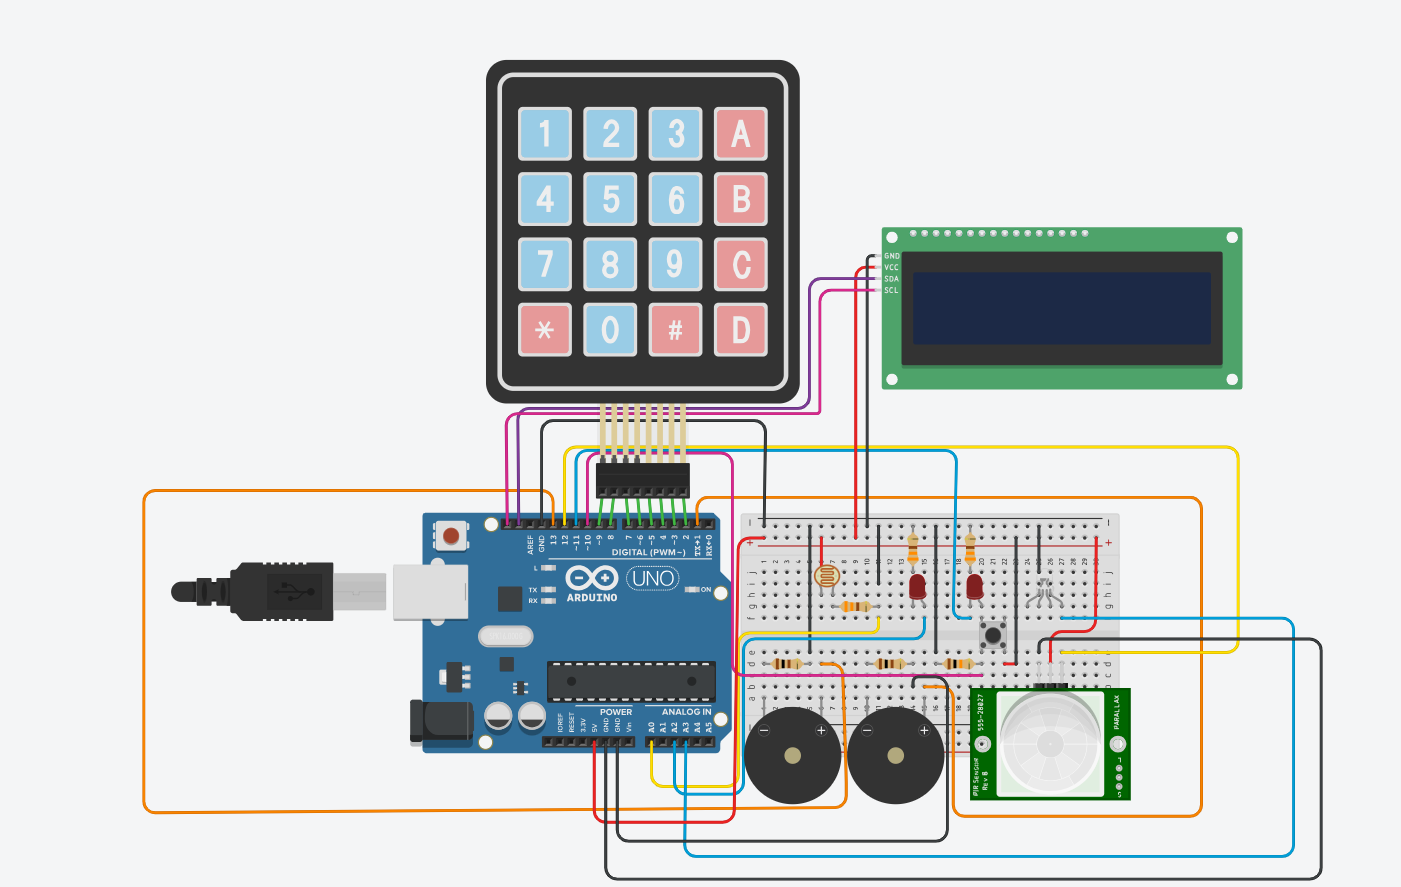 1 2 3 A
4 5 6 B
7 8 9 C
* 0 # D
GND
VCC
SDA
SCL
AREF
GND
13
12
~11
~10
~9
8
7
~6
~5
4
~3
2
TX→1
RX←0
DIGITAL (PWM~)
L
TX
RX
ARDUINO
UNO
ON
POWER
ANALOG IN
IOREF
RESET
3.3V
5V
GND
GND
Vin
A0
A1
A2
A3
A4
A5
555-28027
PIR SENSOR
REV B
PARALLAX